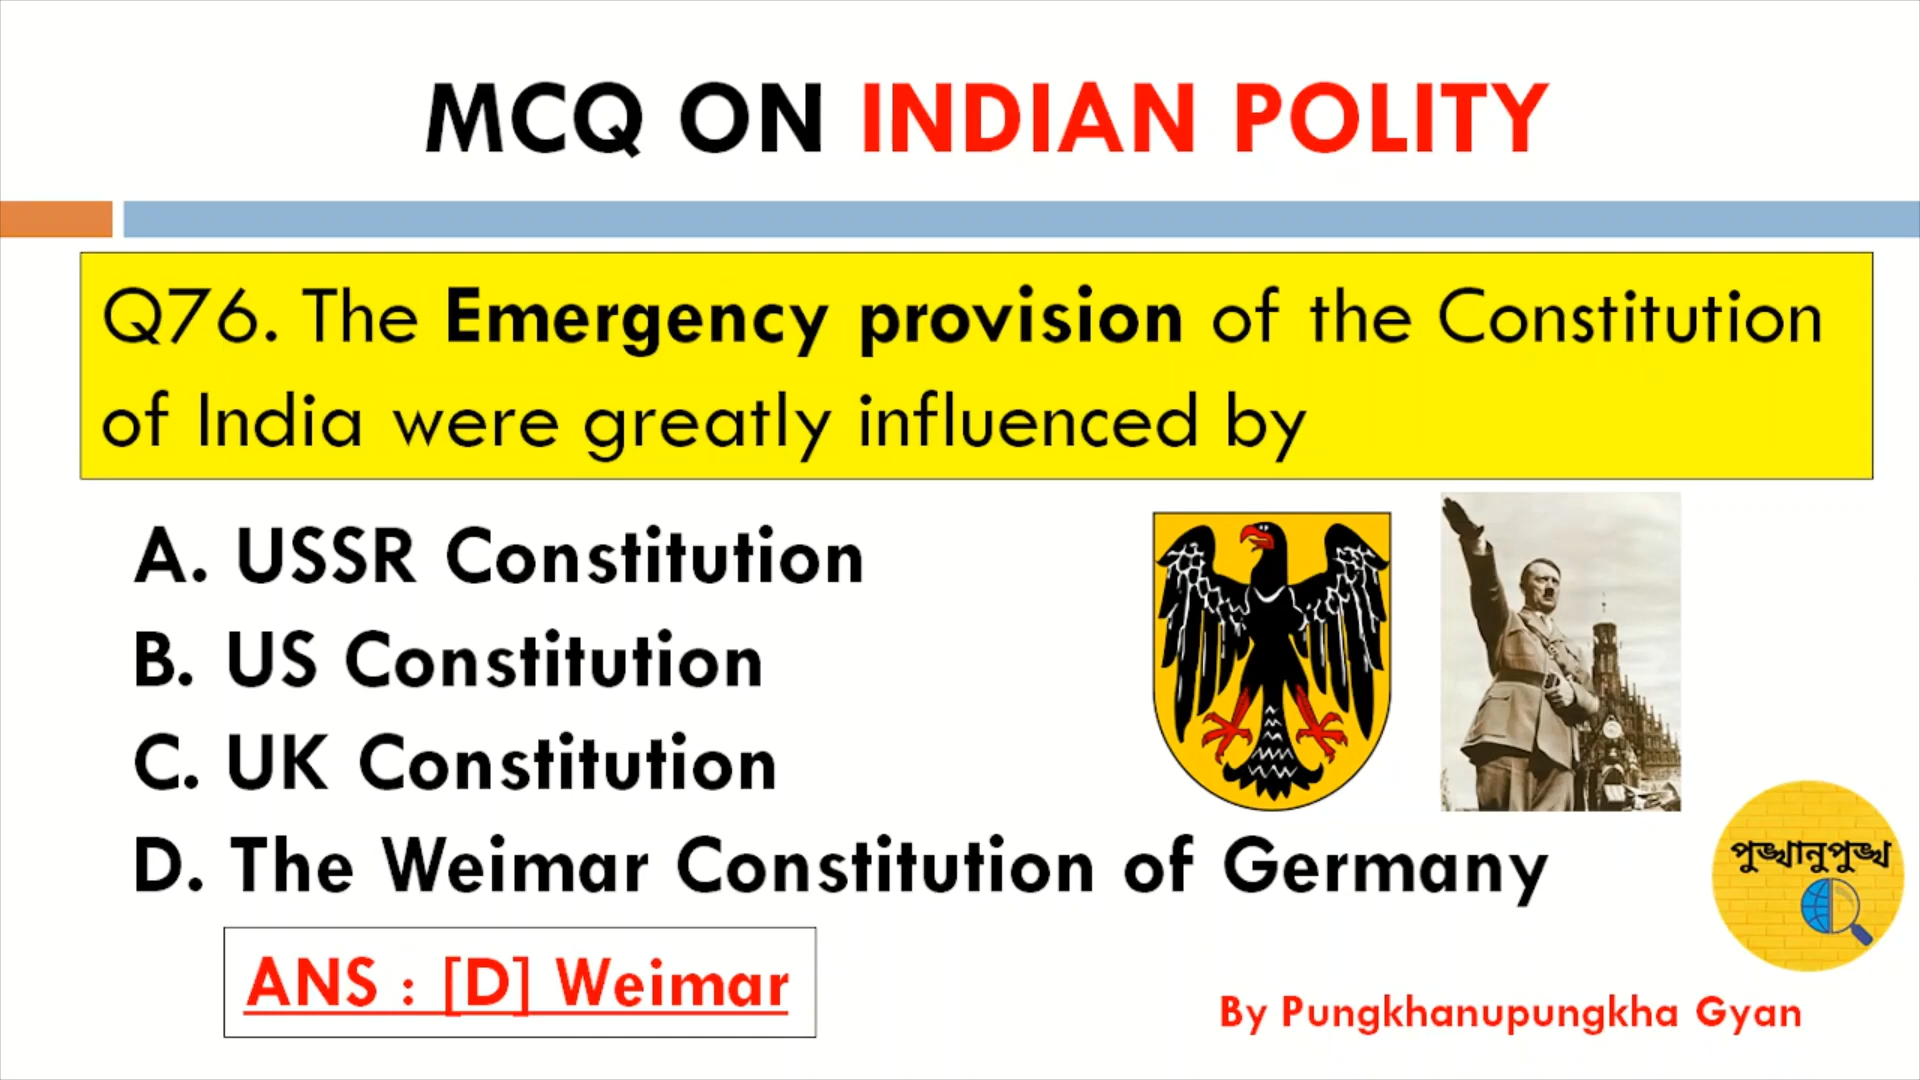 MCQ ON INDIAN POLITY
Q76. The Emergency provision of the Constitution
of India were greatly influenced by
A. USSR Constitution
B. US Constitution
C. UK Constitution
D. The Weimar Constitution of Germany
পুঙ্খানুপুঙ্খ
ANS : [D] Weimar
By Pungkhanupungkha Gyan